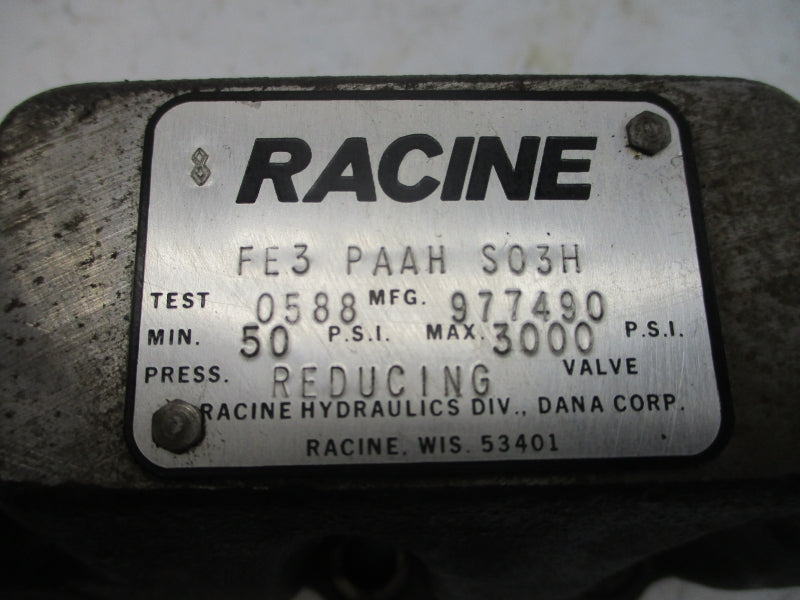 RACINE
FE3 PAAH S03H
TEST 0588 MFG. 977490
MIN. 50 P.S.I. MAX. 3000 P.S.I.
PRESS. REDUCING VALVE
RACINE HYDRAULICS DIV., DANA CORP.
RACINE, WIS. 53401